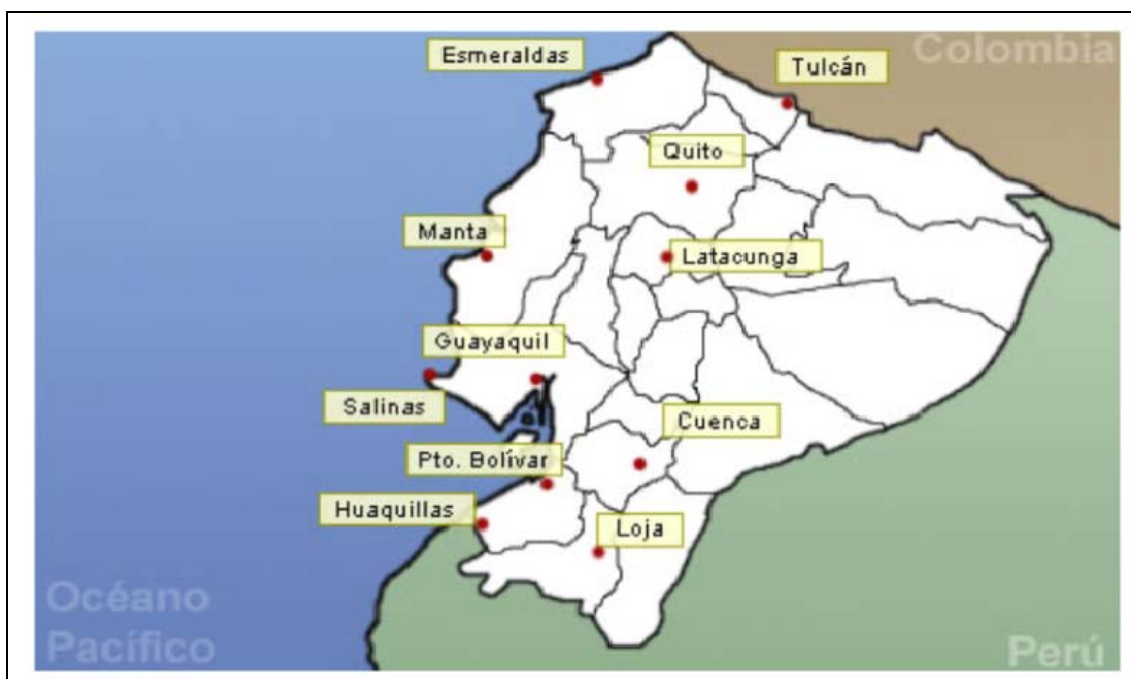 Colombia
Esmeraldas
Tulcán
Quito
Manta
Latacunga
Guayaquil
Salinas
Cuenca
Pto. Bolívar
Huaquillas
Loja
Océano
Pacífico
Perú